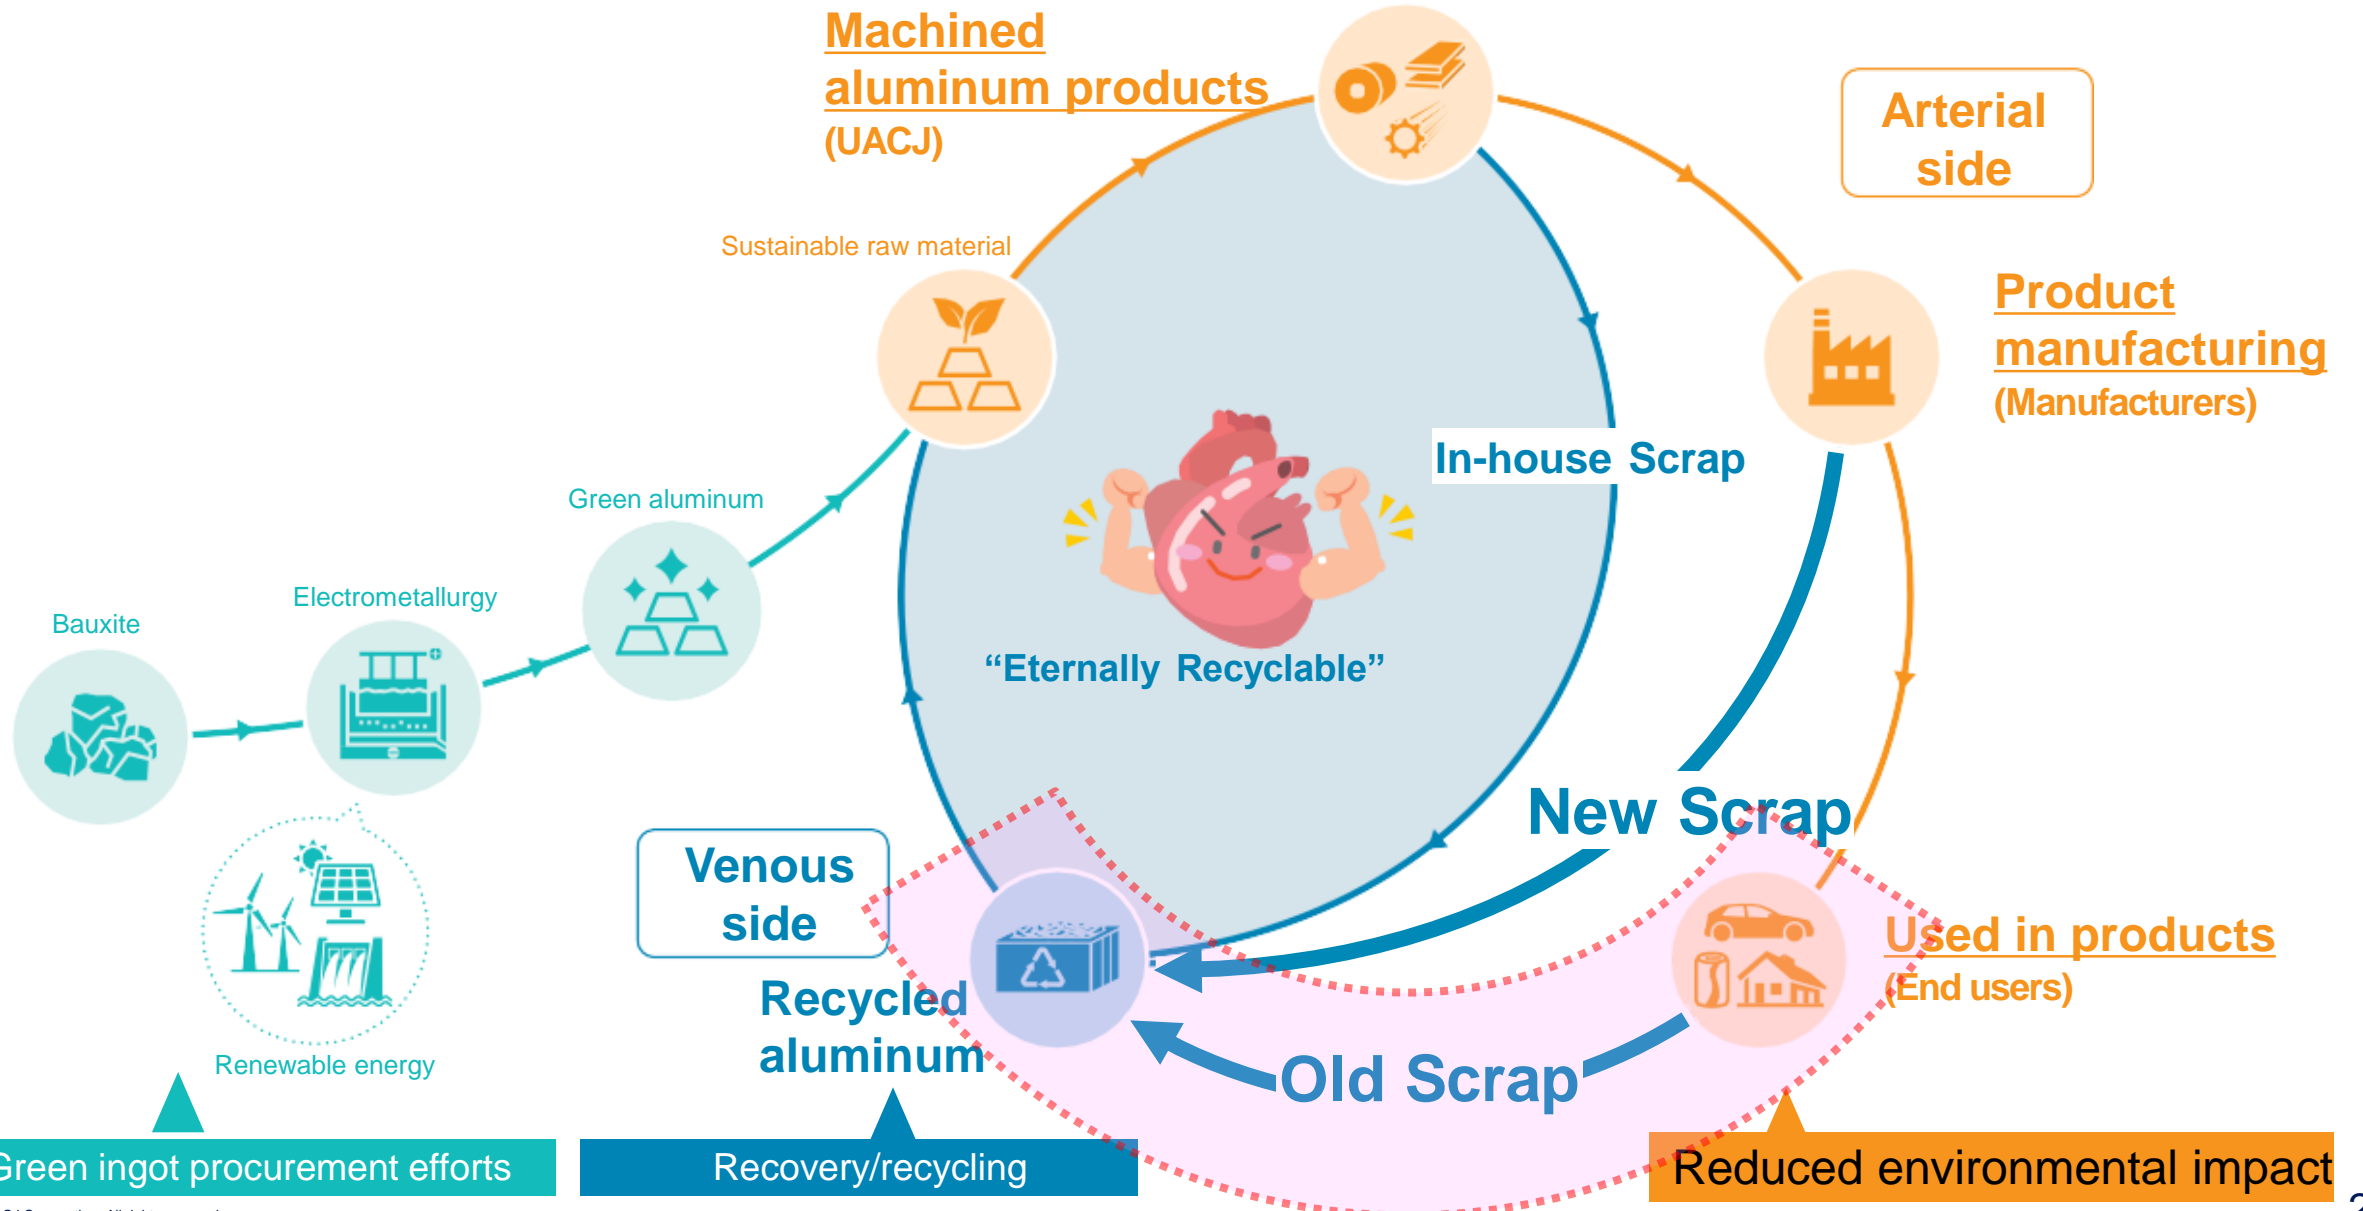 Machined
aluminum products
(UACJ)
Arterial
side
Sustainable raw material
Product
manufacturing
(Manufacturers)
In-house Scrap
Green aluminum
Electrometallurgy
Bauxite
“Eternally Recyclable”
New Scrap
Venous
side
Used in products
(End users)
Recycled
aluminum
Old Scrap
Renewable energy
Green ingot procurement efforts
Recovery/recycling
Reduced environmental impact